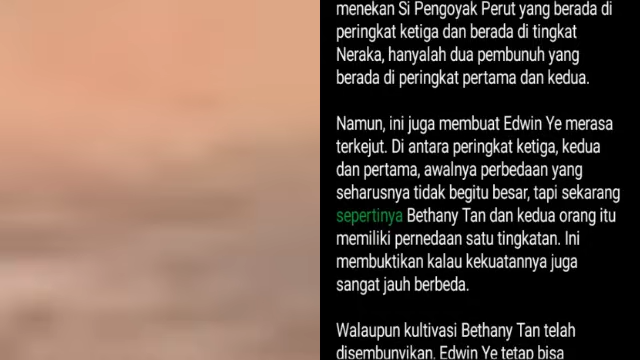 menekan Si Pengoyak Perut yang berada di
peringkat ketiga dan berada di tingkat
Neraka, hanyalah dua pembunuh yang
berada di peringkat pertama dan kedua.
Namun, ini juga membuat Edwin Ye merasa
terkejut. Di antara peringkat ketiga, kedua
dan pertama, awalnya perbedaan yang
seharusnya tidak begitu besar, tapi sekarang
sepertinya Bethany Tan dan kedua orang itu
memiliki pernedaan satu tingkatan. Ini
membuktikan kalau kekuatannya juga
sangat jauh berbeda.
Walaupun kultivasi Bethany Tan telah
disembunyikan, Edwin Ye tetap bisa